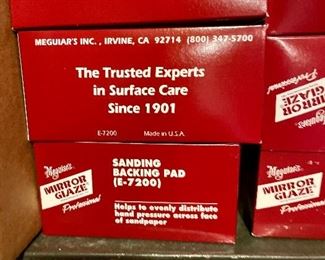 MEGUIAR'S INC., IRVINE, CA 92714 (800) 347-5700
The Trusted Experts
in Surface Care
Since 1901
E-7200 Made in U.S.A.
Professional
MIRROR
GLAZE
Meguiar's
Meguiar's
MIRROR
GLAZE
Professional
SANDING
BACKING PAD
(E-7200)
Helps to evenly distribute
hand pressure across face
of sandpaper
Meguiar's
MIRROR
GLAZE
Professional